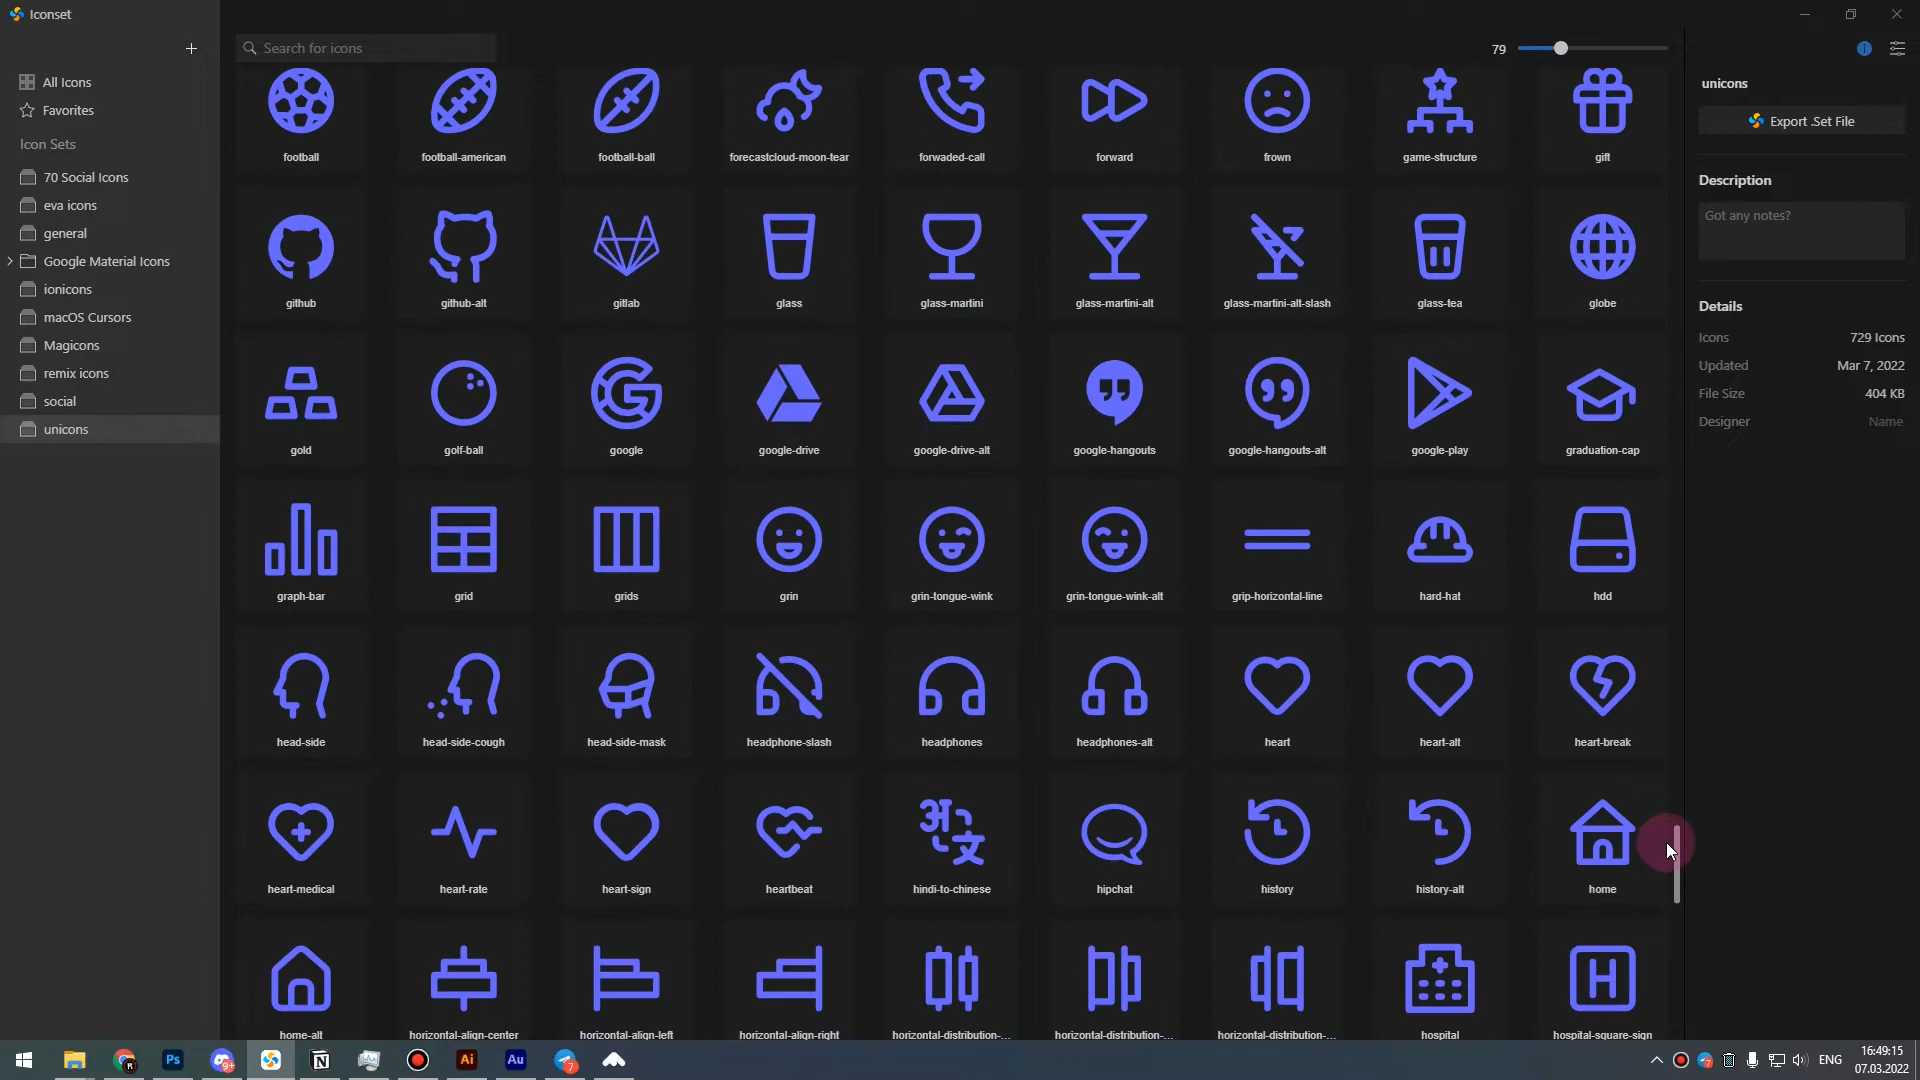 Iconset
All Icons
Favorites
Icon Sets
70 Social Icons
eva icons
general
Google Material Icons
ionicons
macOS Cursors
Magicons
remix icons
social
unicons
Search for icons
79
football
football-american
football-ball
forecastcloud-moon-tear
forwaded-call
forward
frown
game-structure
gift
github
github-alt
gitlab
glass
glass-martini
glass-martini-alt
glass-martini-alt-slash
glass-tea
globe
gold
golf-ball
google
google-drive
google-drive-alt
google-hangouts
google-hangouts-alt
google-play
graduation-cap
graph-bar
grid
grids
grin
grin-tongue-wink
grin-tongue-wink-alt
grip-horizontal-line
hard-hat
hdd
head-side
head-side-cough
head-side-mask
headphone-slash
headphones
headphones-alt
heart
heart-alt
heart-break
heart-medical
heart-rate
heart-sign
heartbeat
अ 文
hindi-to-chinese
hipchat
history
history-alt
home
H
home-alt
horizontal-align-center
horizontal-align-left
horizontal-align-right
horizontal-distribution-...
horizontal-distribution-...
horizontal-distribution-...
hospital
hospital-square-sign
unicons
Export .Set File
Description
Got any notes?
Details
Icons 729 Icons
Updated Mar 7, 2022
File Size 404 KB
Designer Name
R
Ps
9+
N
Ai
Au
7
7
ENG
16:49:15
07.03.2022